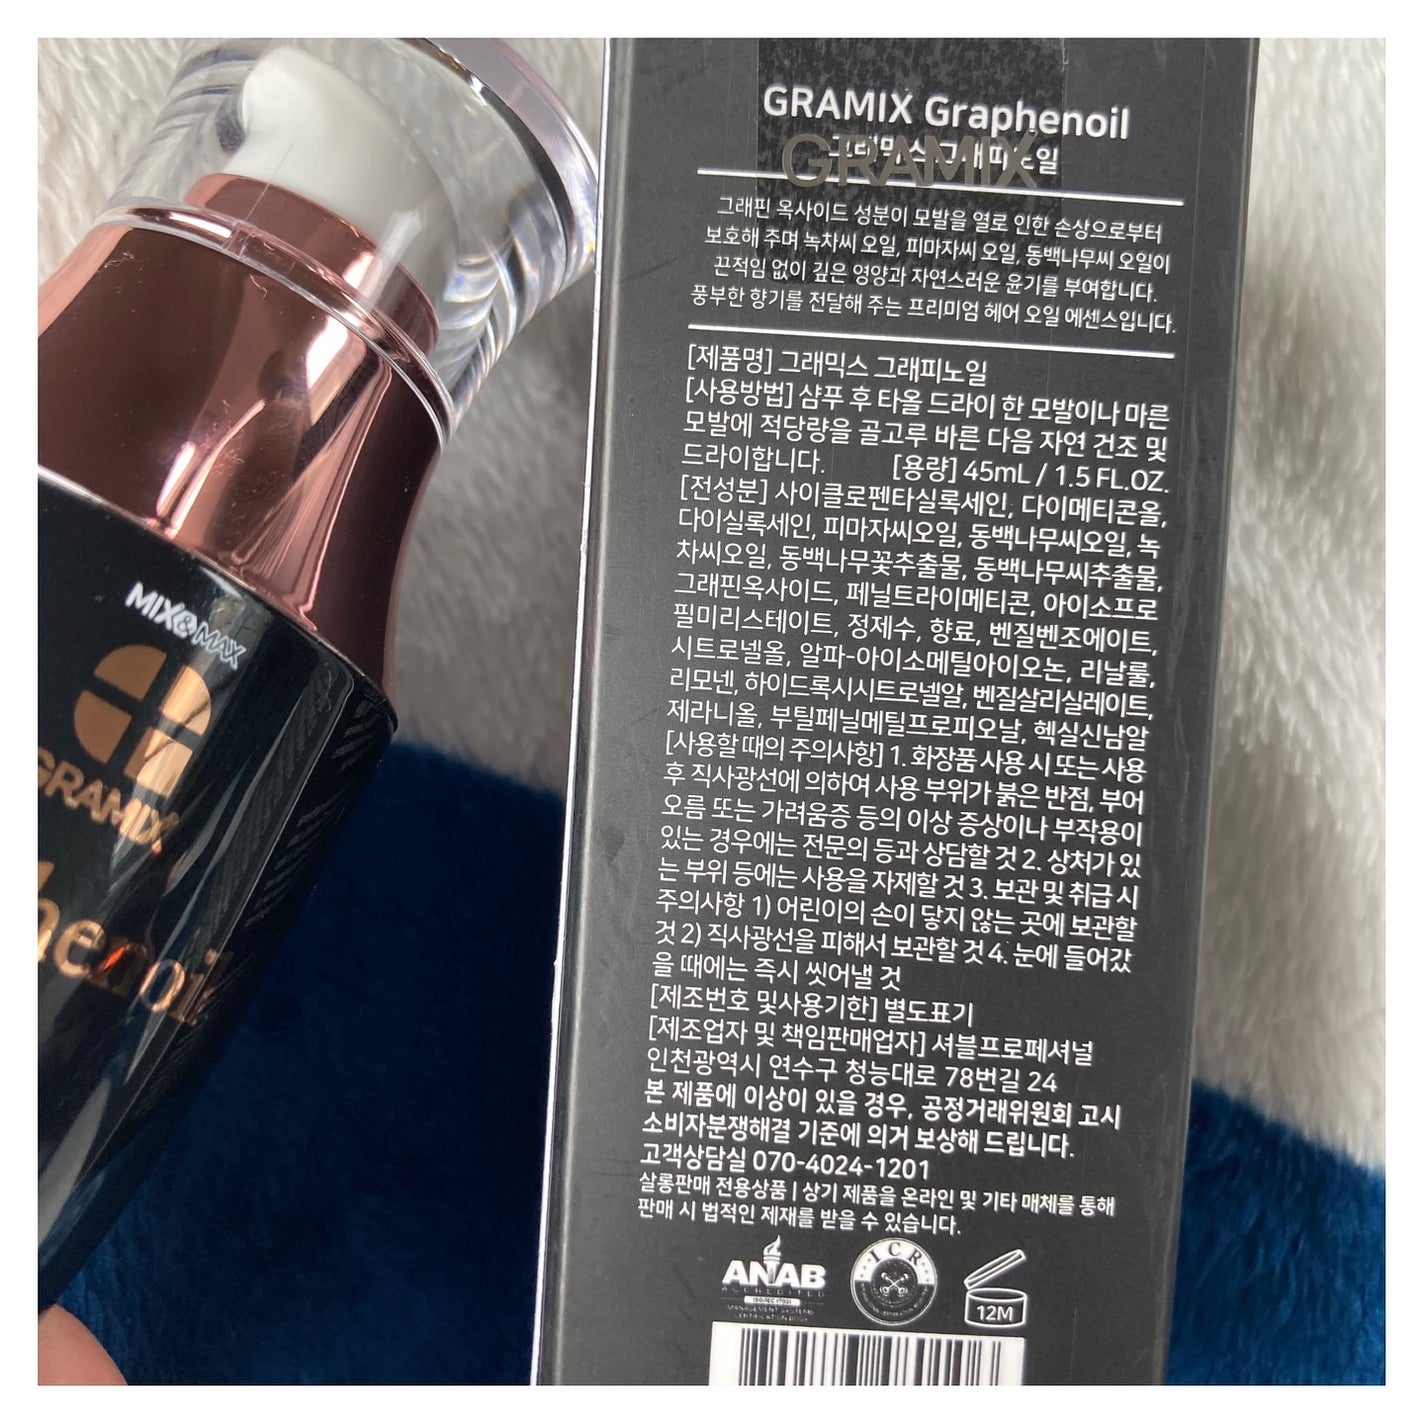 MIX&MAX
GRAMIX
henoil
GRAMIX Graphenoil
그래믹스 그래피노일
GRAMIX
그래핀 옥사이드 성분이 모발을 열로 인한 손상으로부터
보호해 주며 녹차씨 오일, 피마자씨 오일, 동백나무씨 오일이
끈적임 없이 깊은 영양과 자연스러운 윤기를 부여합니다.
풍부한 향기를 전달해 주는 프리미엄 헤어 오일 에센스입니다.
[제품명] 그래믹스 그래피노일
[사용방법] 샴푸 후 타올 드라이 한 모발이나 마른
모발에 적당량을 골고루 바른 다음 자연 건조 및
드라이합니다. [용량] 45mL / 1.5 FL.OZ.
[전성분] 사이클로펜타실록세인, 다이메티콘올,
다이실록세인, 피마자씨오일, 동백나무씨오일, 녹
차씨오일, 동백나무꽃추출물, 동백나무씨추출물,
그래핀옥사이드, 페닐트라이메티콘, 아이소프로
필미리스테이트, 정제수, 향료, 벤질벤조에이트,
시트로넬올, 알파-아이소메틸아이오논, 리날룰,
리모넨, 하이드록시시트로넬알, 벤질살리실레이트,
제라니올, 부틸페닐메틸프로피오날, 헥실신남알
[사용할 때의 주의사항] 1. 화장품 사용 시 또는 사용
후 직사광선에 의하여 사용 부위가 붉은 반점, 부어
오름 또는 가려움증 등의 이상 증상이나 부작용이
있는 경우에는 전문의 등과 상담할 것 2. 상처가 있
는 부위 등에는 사용을 자제할 것 3. 보관 및 취급 시
주의사항 1) 어린이의 손이 닿지 않는 곳에 보관할
것 2) 직사광선을 피해서 보관할 것 4. 눈에 들어갔
을 때에는 즉시 씻어낼 것
[제조번호 및사용기한] 별도표기
[제조업자 및 책임판매업자] 셔블프로페셔널
인천광역시 연수구 청능대로 78번길 24
본 제품에 이상이 있을 경우, 공정거래위원회 고시
소비자분쟁해결 기준에 의거 보상해 드립니다.
고객상담실 070-4024-1201
살롱판매 전용상품 | 상기 제품을 온라인 및 기타 매체를 통해
판매 시 법적인 제재를 받을 수 있습니다.
ANAB
ACCREDITED
ISO/IEC 17021
MANAGEMENT SYSTEMS
CERTIFICATION BODY
ICR
12M